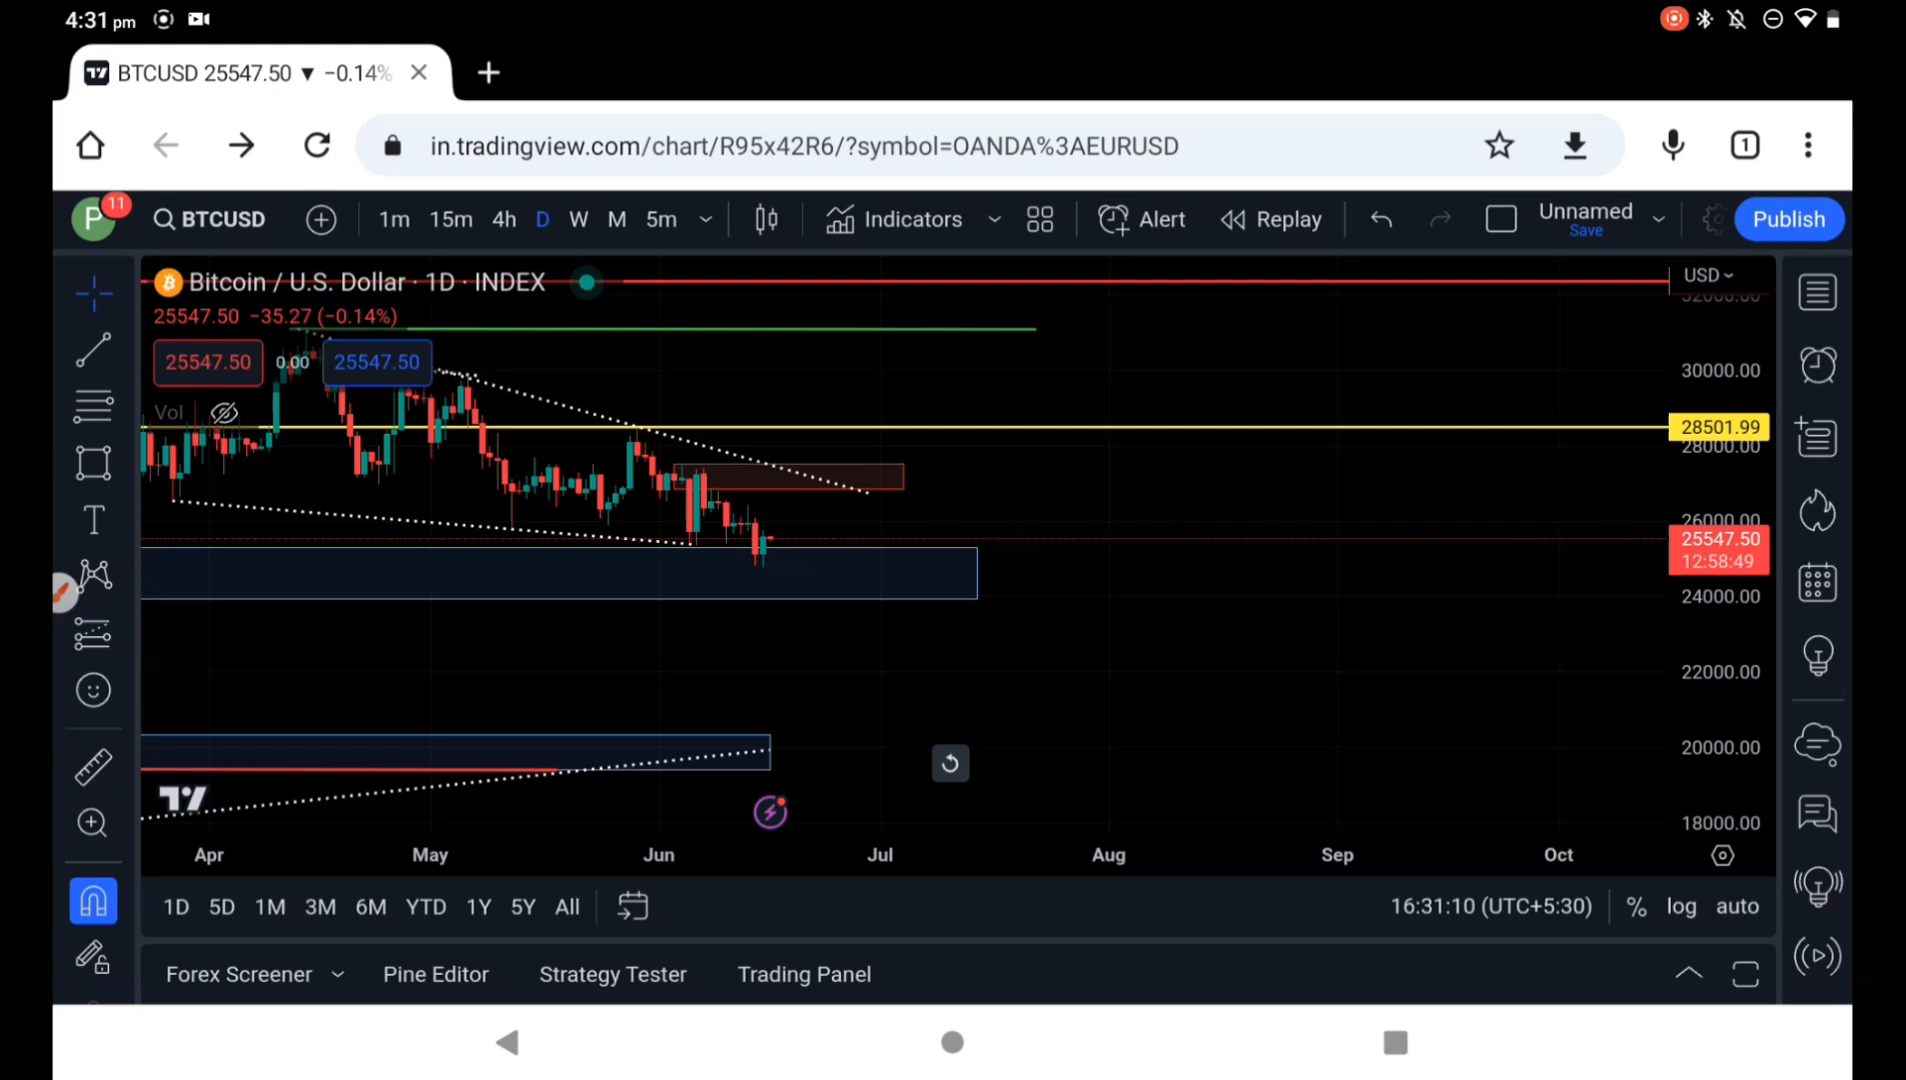 4:31 pm
BTCUSD 25547.50 ▼ −0.14%
in.tradingview.com/chart/R95x42R6/?symbol=OANDA%3AEURUSD
1
P
11
BTCUSD
1m 15m 4h D W M 5m
Indicators
Alert
Replay
Unnamed
Save
Publish
Bitcoin / U.S. Dollar · 1D · INDEX
USD
32000.00
25547.50 −35.27 (−0.14%)
25547.50 0.00 25547.50
30000.00
Vol
28501.99
28000.00
26000.00
25547.50
12:58:49
24000.00
22000.00
20000.00
18000.00
Apr May Jun Jul Aug Sep Oct
1D 5D 1M 3M 6M YTD 1Y 5Y All
16:31:10 (UTC+5:30) % log auto
Forex Screener Pine Editor Strategy Tester Trading Panel